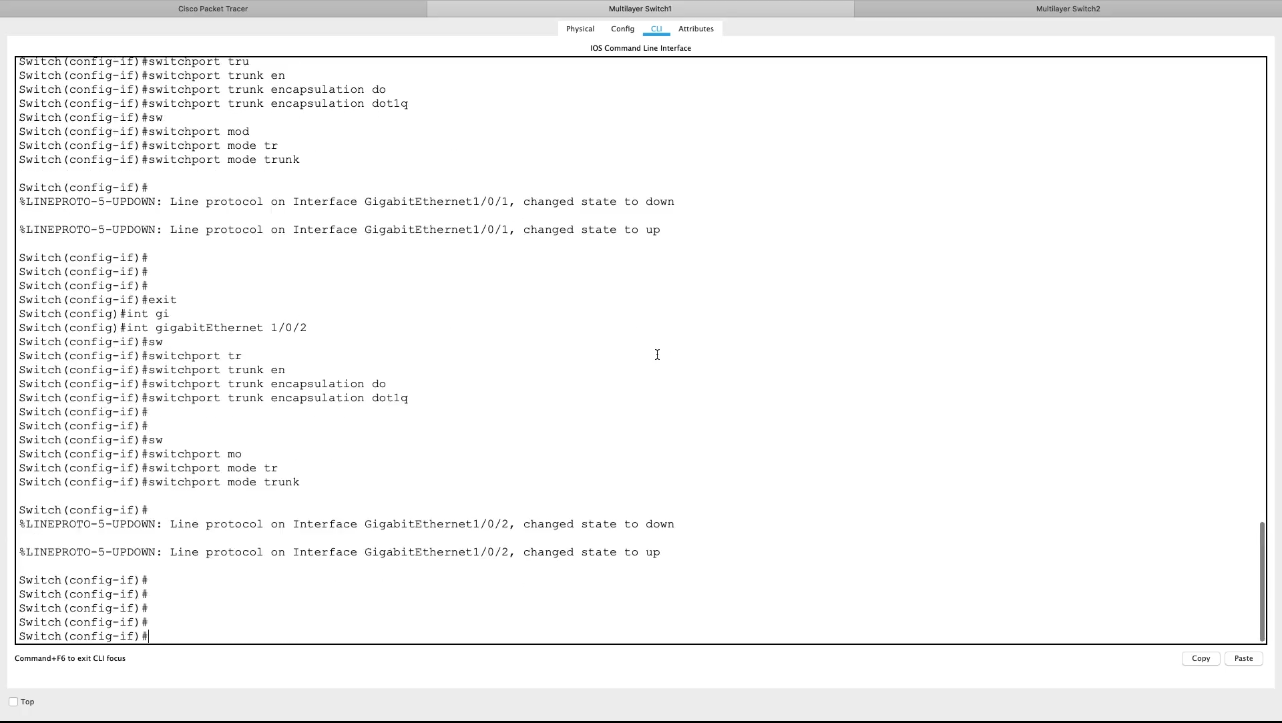 Cisco Packet Tracer
Multilayer Switch1
Multilayer Switch2
Physical
Config
CLI
Attributes
IOS Command Line Interface
Switch(config-if)#switchport tru
Switch(config-if)#switchport trunk en
Switch(config-if)#switchport trunk encapsulation do
Switch(config-if)#switchport trunk encapsulation dot1q
Switch(config-if)#sw
Switch(config-if)#switchport mod
Switch(config-if)#switchport mode tr
Switch(config-if)#switchport mode trunk
Switch(config-if)#
%LINEPROTO-5-UPDOWN: Line protocol on Interface GigabitEthernet1/0/1, changed state to down
%LINEPROTO-5-UPDOWN: Line protocol on Interface GigabitEthernet1/0/1, changed state to up
Switch(config-if)#
Switch(config-if)#
Switch(config-if)#
Switch(config-if)#exit
Switch(config)#int gi
Switch(config)#int gigabitEthernet 1/0/2
Switch(config-if)#sw
Switch(config-if)#switchport tr
Switch(config-if)#switchport trunk en
Switch(config-if)#switchport trunk encapsulation do
Switch(config-if)#switchport trunk encapsulation dot1q
Switch(config-if)#
Switch(config-if)#
Switch(config-if)#sw
Switch(config-if)#switchport mo
Switch(config-if)#switchport mode tr
Switch(config-if)#switchport mode trunk
Switch(config-if)#
%LINEPROTO-5-UPDOWN: Line protocol on Interface GigabitEthernet1/0/2, changed state to down
%LINEPROTO-5-UPDOWN: Line protocol on Interface GigabitEthernet1/0/2, changed state to up
Switch(config-if)#
Switch(config-if)#
Switch(config-if)#
Switch(config-if)#
Switch(config-if)#
Command+F6 to exit CLI focus
Copy
Paste
Top